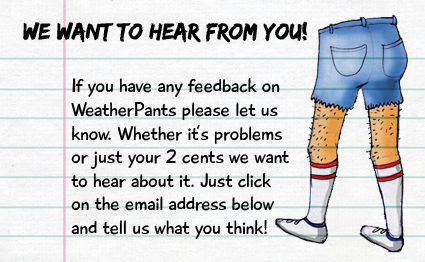 WE WANT TO HEAR FROM YOU!
If you have any feedback on
WeatherPants please let us
know. Whether it's problems
or just your 2 cents we want
to hear about it. Just click
on the email address below
and tell us what you think!